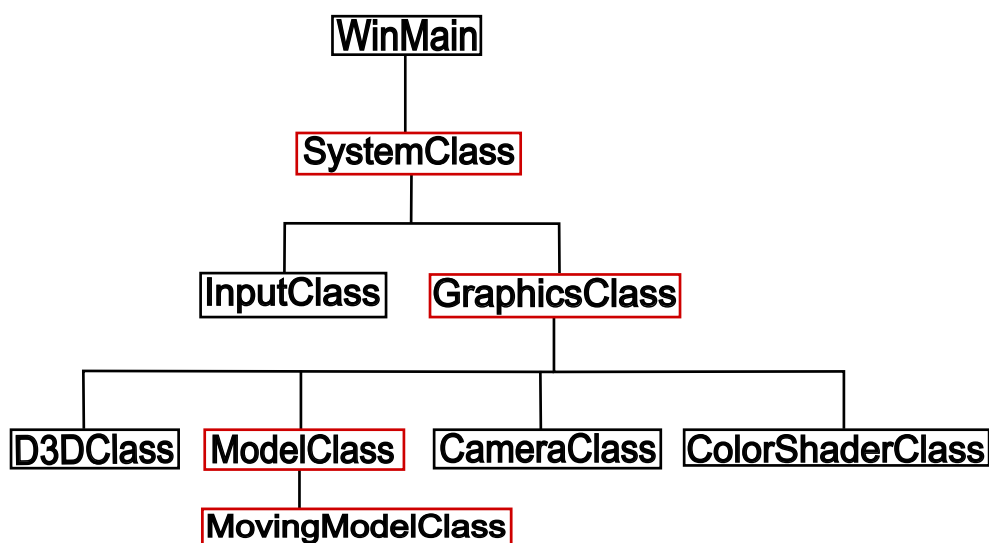 WinMain
SystemClass
InputClass
GraphicsClass
D3DClass
ModelClass
CameraClass
ColorShaderClass
MovingModelClass